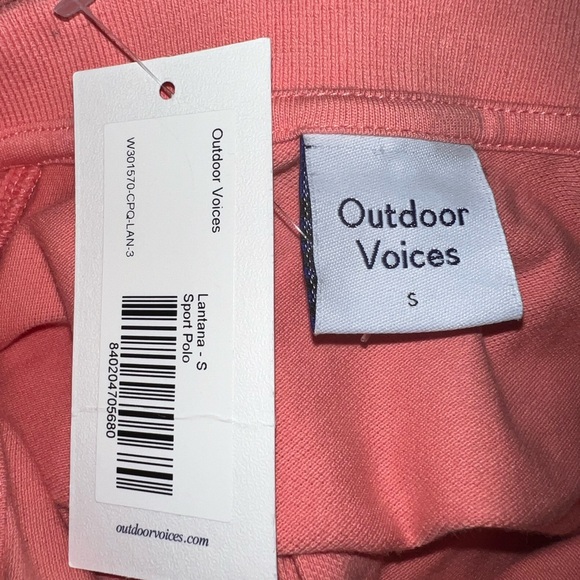 Outdoor Voices
W301570-CPQ-LAN-3
Lantana - S
Sport Polo
840204705680
outdoorvoices.com
Outdoor
Voices
S